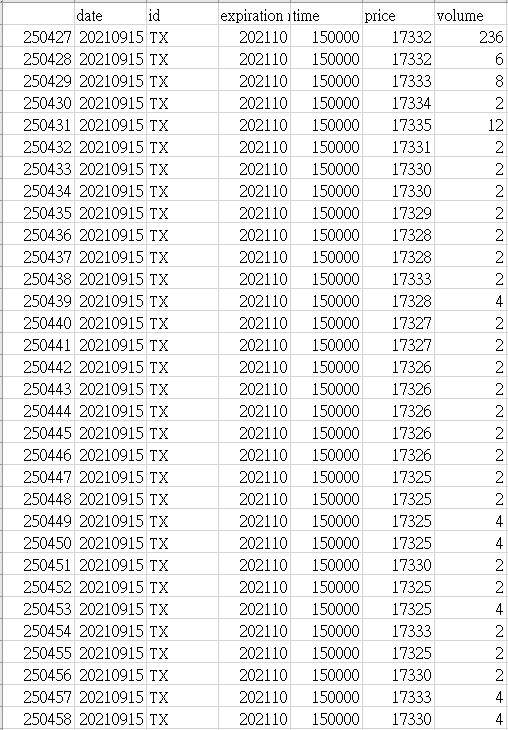 date id expiration time price volume
250427 20210915 TX 202110 150000 17332 236
250428 20210915 TX 202110 150000 17332 6
250429 20210915 TX 202110 150000 17333 8
250430 20210915 TX 202110 150000 17334 2
250431 20210915 TX 202110 150000 17335 12
250432 20210915 TX 202110 150000 17331 2
250433 20210915 TX 202110 150000 17330 2
250434 20210915 TX 202110 150000 17330 2
250435 20210915 TX 202110 150000 17329 2
250436 20210915 TX 202110 150000 17328 2
250437 20210915 TX 202110 150000 17328 2
250438 20210915 TX 202110 150000 17333 2
250439 20210915 TX 202110 150000 17328 4
250440 20210915 TX 202110 150000 17327 2
250441 20210915 TX 202110 150000 17327 2
250442 20210915 TX 202110 150000 17326 2
250443 20210915 TX 202110 150000 17326 2
250444 20210915 TX 202110 150000 17326 2
250445 20210915 TX 202110 150000 17326 2
250446 20210915 TX 202110 150000 17326 2
250447 20210915 TX 202110 150000 17325 2
250448 20210915 TX 202110 150000 17325 2
250449 20210915 TX 202110 150000 17325 4
250450 20210915 TX 202110 150000 17325 4
250451 20210915 TX 202110 150000 17330 2
250452 20210915 TX 202110 150000 17325 2
250453 20210915 TX 202110 150000 17325 4
250454 20210915 TX 202110 150000 17333 2
250455 20210915 TX 202110 150000 17325 2
250456 20210915 TX 202110 150000 17330 2
250457 20210915 TX 202110 150000 17333 4
250458 20210915 TX 202110 150000 17330 4